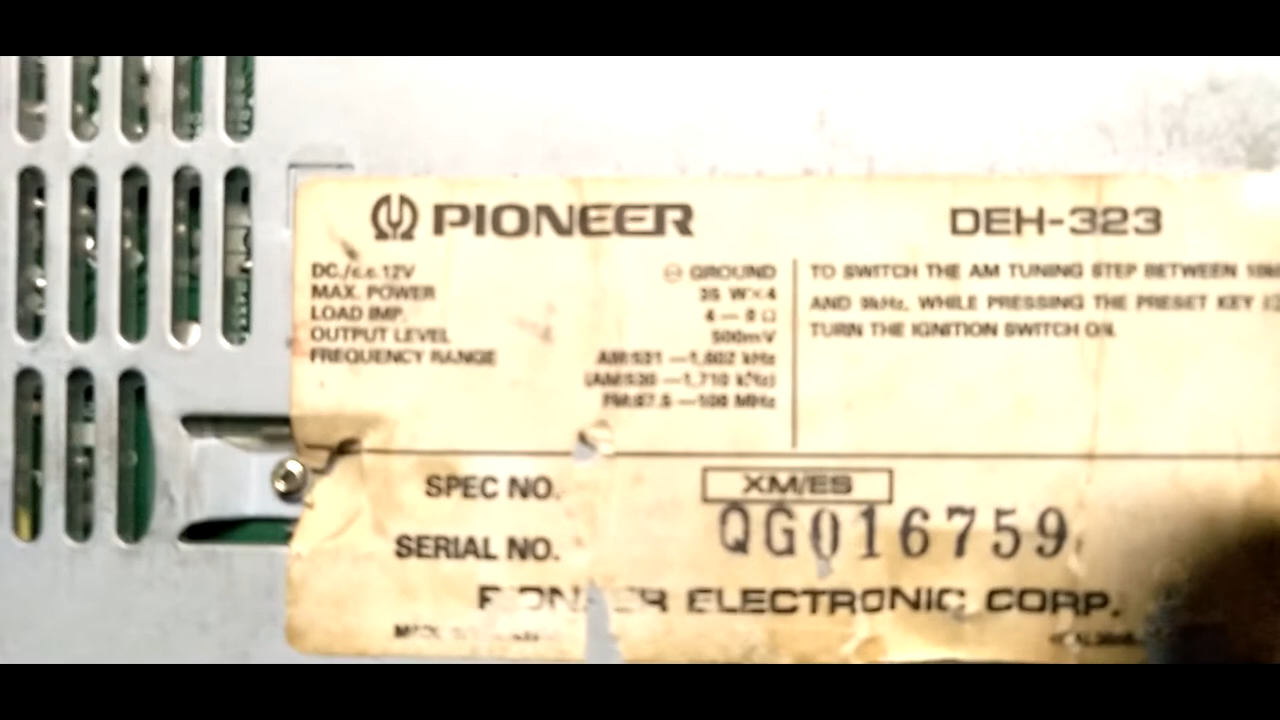 PIONEER DEH-323
DC./c.c.12V ⊖ GROUND
MAX. POWER 35 W×4
LOAD IMP. 4 — 8 Ω
OUTPUT LEVEL 500mV
FREQUENCY RANGE AM:531 —1,602 kHz
(AM:530 —1,710 kHz)
FM:87.5 —108 MHz
TO SWITCH THE AM TUNING STEP BETWEEN
AND 9kHz, WHILE PRESSING THE PRESET KEY
TURN THE IGNITION SWITCH ON.
SPEC NO. XM/ES
SERIAL NO. QG016759
ELECTRONIC CORP.